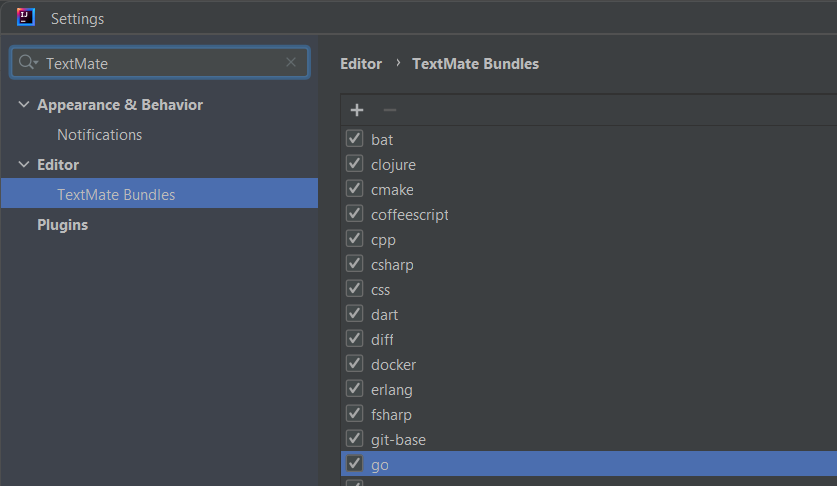 Settings
TextMate
Appearance & Behavior
Notifications
Editor
TextMate Bundles
Plugins
Editor › TextMate Bundles
bat
clojure
cmake
coffeescript
cpp
csharp
css
dart
diff
docker
erlang
fsharp
git-base
go